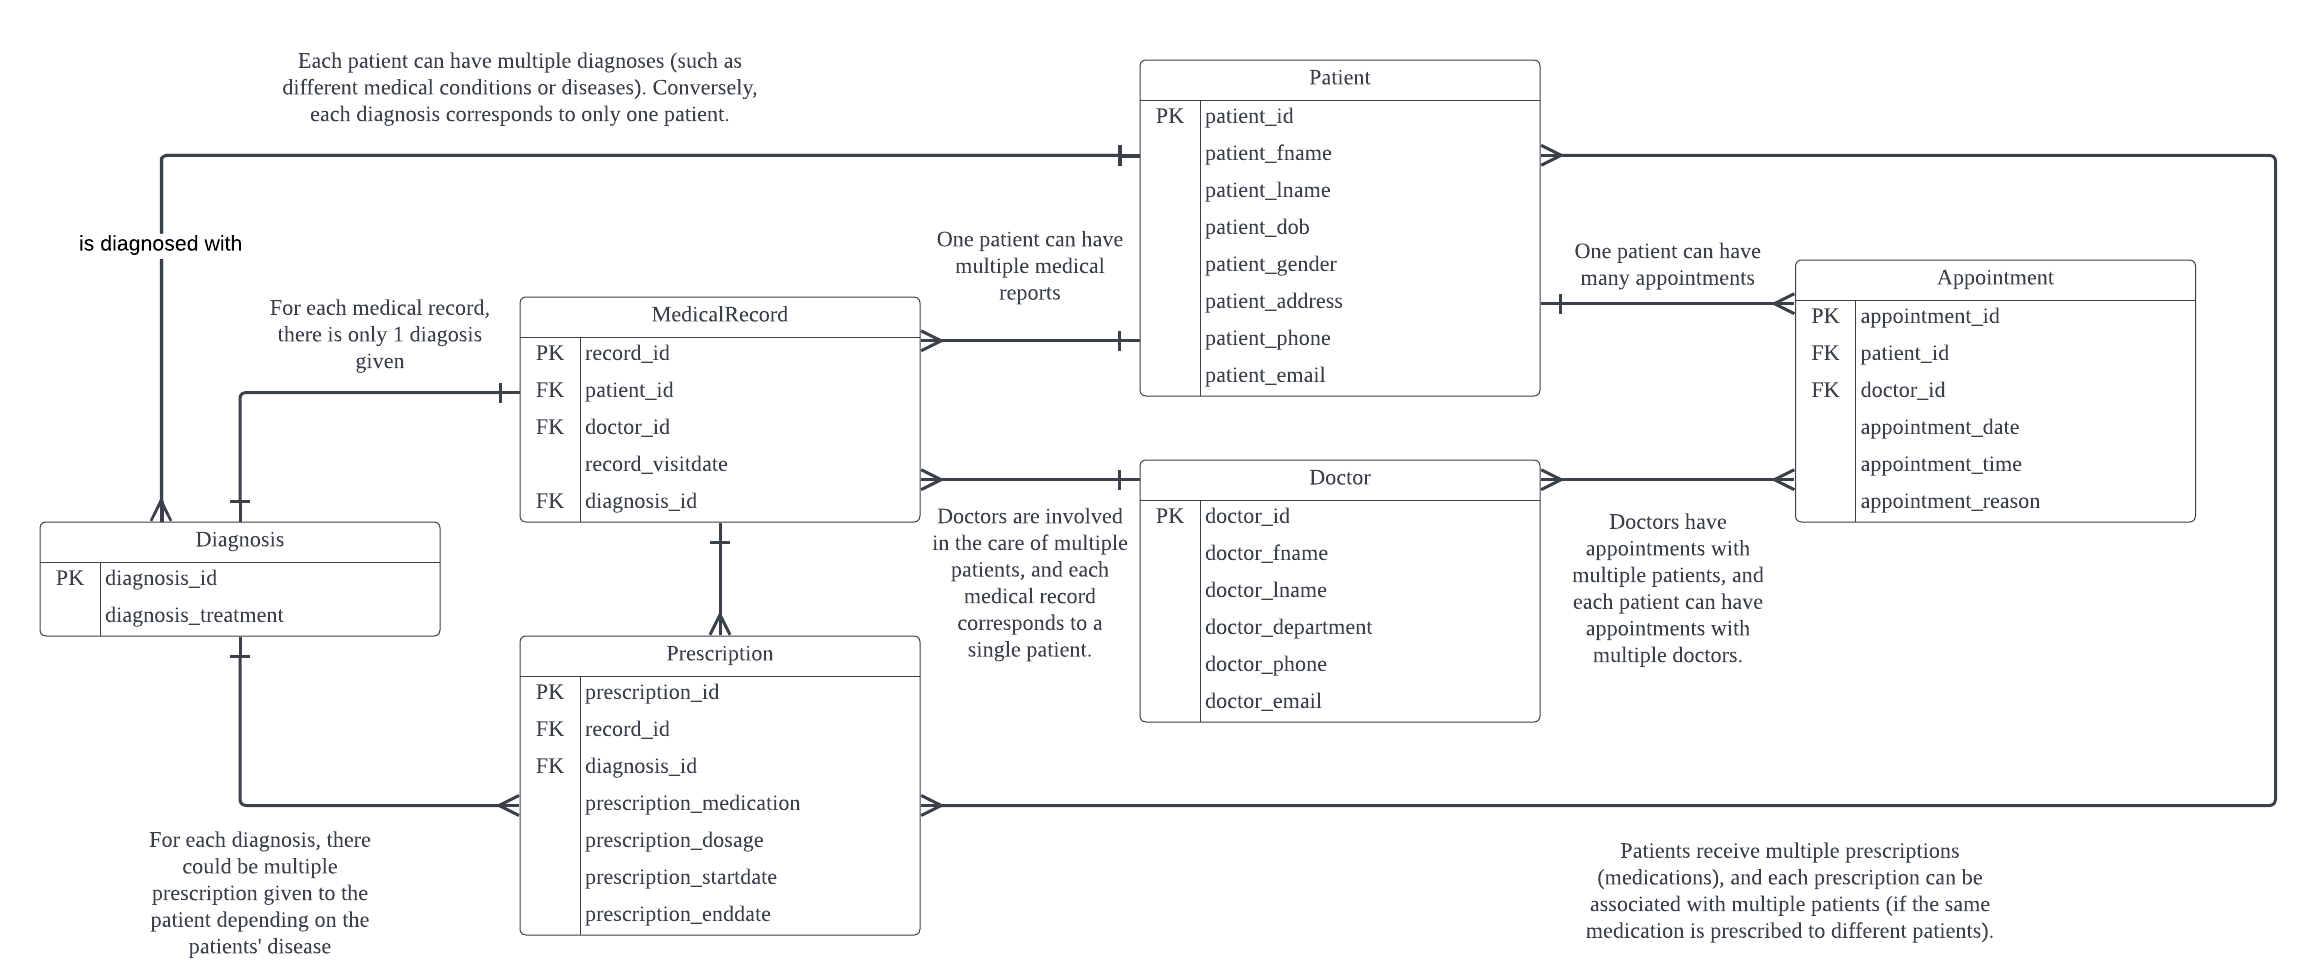 Each patient can have multiple diagnoses (such as
different medical conditions or diseases). Conversely,
each diagnosis corresponds to only one patient.
is diagnosed with
For each medical record,
there is only 1 diagosis
given
One patient can have
multiple medical
reports
One patient can have
many appointments
Patient
PK patient_id
patient_fname
patient_lname
patient_dob
patient_gender
patient_address
patient_phone
patient_email
Appointment
PK appointment_id
FK patient_id
FK doctor_id
appointment_date
appointment_time
appointment_reason
MedicalRecord
PK record_id
FK patient_id
FK doctor_id
record_visitdate
FK diagnosis_id
Doctor
PK doctor_id
doctor_fname
doctor_lname
doctor_department
doctor_phone
doctor_email
Doctors are involved
in the care of multiple
patients, and each
medical record
corresponds to a
single patient.
Doctors have
appointments with
multiple patients, and
each patient can have
appointments with
multiple doctors.
Diagnosis
PK diagnosis_id
diagnosis_treatment
Prescription
PK prescription_id
FK record_id
FK diagnosis_id
prescription_medication
prescription_dosage
prescription_startdate
prescription_enddate
For each diagnosis, there
could be multiple
prescription given to the
patient depending on the
patients' disease
Patients receive multiple prescriptions
(medications), and each prescription can be
associated with multiple patients (if the same
medication is prescribed to different patients).